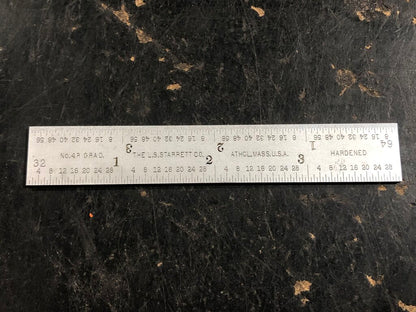 8 16 24 32 40 48 56 8 16 24 32 40 48 56 8 16 24 32 40 48 56 8 16 24 32 40 48 56
64 1 2 3
32 No. 4R GRAD. 1 THE L.S. STARRETT CO. 2 ATHOL, MASS. U.S.A. 3 HARDENED
4 8 12 16 20 24 28 4 8 12 16 20 24 28 4 8 12 16 20 24 28 4 8 12 16 20 24 28